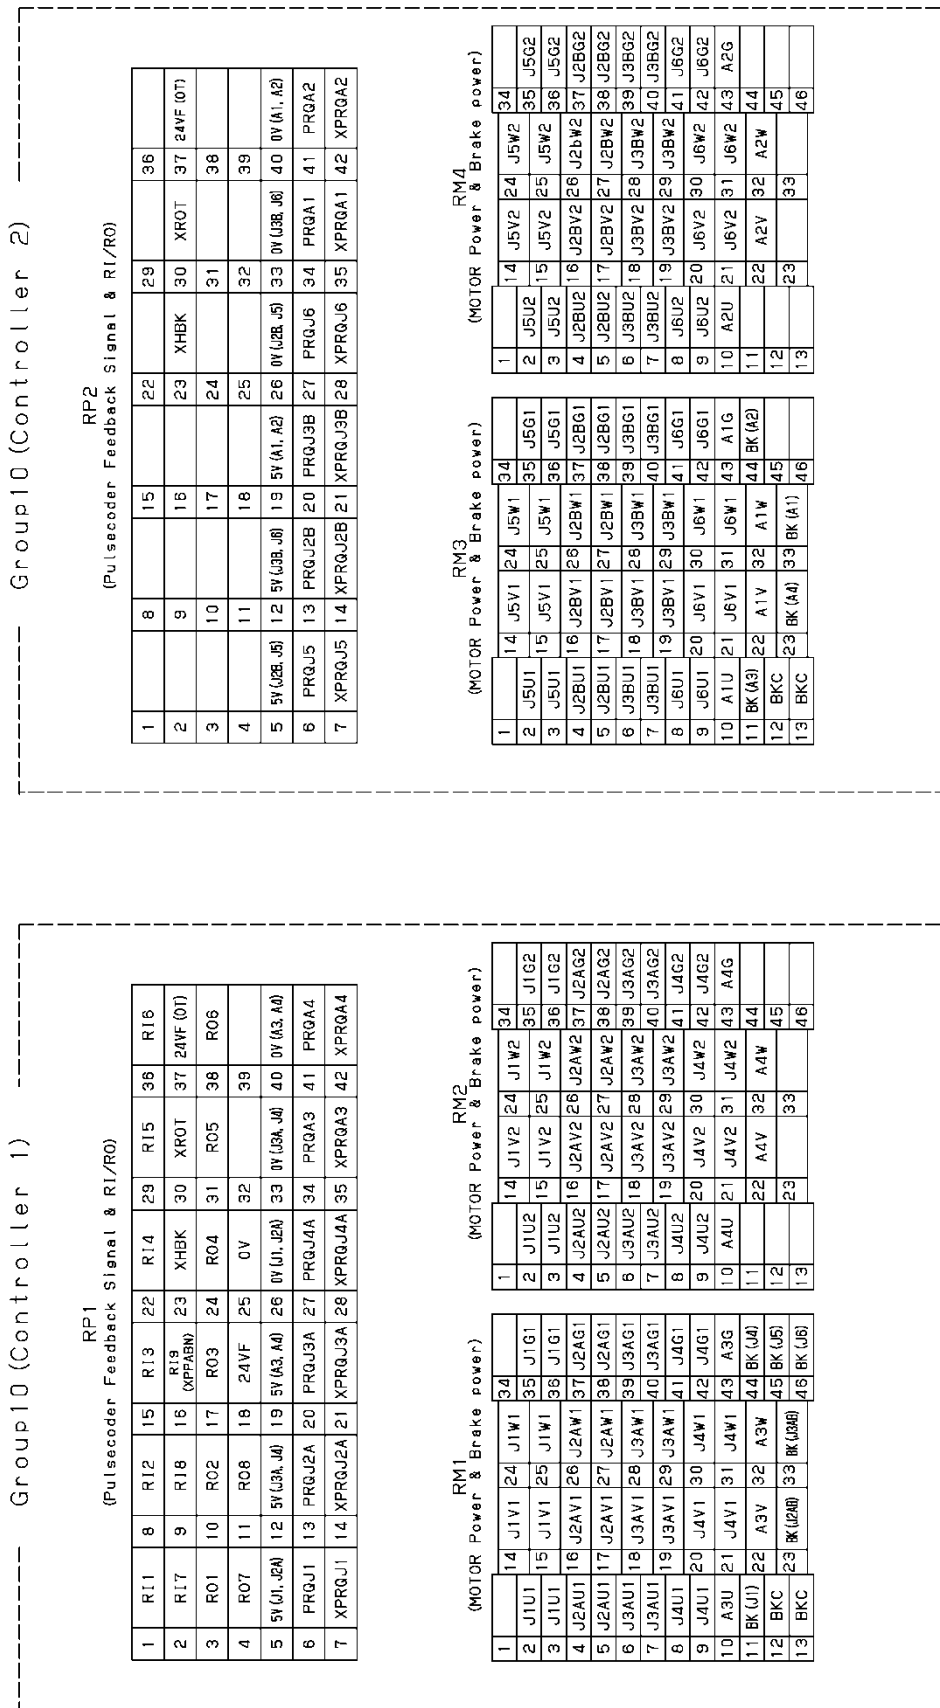 Group10 (Controller 1)
RP1
(Pulsecoder Feedback Signal & RI/RO)
1 RI1 8 RI2 15 RI3 22 RI4 29 RI5 36 RI6
2 RI7 9 RI8 16 RI9 (XPPABN) 23 XHBK 30 XROT 37 24VF (OT)
3 RO1 10 RO2 17 RO3 24 RO4 31 RO5 38 RO6
4 RO7 11 RO8 18 24VF 25 0V 32 39
5 5V (J1, J2A) 12 5V (J3A, J4) 19 5V (A3, A4) 26 0V (J1, J2A) 33 0V (J3A, J4) 40 0V (A3, A4)
6 PRQJ1 13 PRQJ2A 20 PRQJ3A 27 PRQJ4A 34 PRQA3 41 PRQA4
7 XPRQJ1 14 XPRQJ2A 21 XPRQJ3A 28 XPRQJ4A 35 XPRQA3 42 XPRQA4
RM1
(MOTOR Power & Brake power)
1 14 J1V1 24 J1W1 34
2 J1U1 35 J1G1
3 J1U1 15 J1V1 25 J1W1 36 J1G1
4 J2AU1 16 J2AV1 26 J2AW1 37 J2AG1
5 J2AU1 17 J2AV1 27 J2AW1 38 J2AG1
6 J3AU1 18 J3AV1 28 J3AW1 39 J3AG1
7 J3AU1 19 J3AV1 29 J3AW1 40 J3AG1
8 J4U1 41 J4G1
9 J4U1 20 J4V1 30 J4W1 42 J4G1
10 A3U 21 J4V1 31 J4W1 43 A3G
11 BK (J1) 22 A3V 32 A3W 44 BK (J4)
12 BKC 45 BK (J5)
13 BKC 23 BK (J2AB) 33 BK (J3AB) 46 BK (J6)
RM2
(MOTOR Power & Brake power)
1 14 J1V2 24 J1W2 34
2 J1U2 35 J1G2
3 J1U2 15 J1V2 25 J1W2 36 J1G2
4 J2AU2 16 J2AV2 26 J2AW2 37 J2AG2
5 J2AU2 17 J2AV2 27 J2AW2 38 J2AG2
6 J3AU2 18 J3AV2 28 J3AW2 39 J3AG2
7 J3AU2 19 J3AV2 29 J3AW2 40 J3AG2
8 J4U2 41 J4G2
9 J4U2 20 J4V2 30 J4W2 42 J4G2
10 A4U 21 J4V2 31 J4W2 43 A4G
11 22 A4V 32 A4W 44
12 45
13 23 33 46
Group10 (Controller 2)
RP2
(Pulsecoder Feedback Signal & RI/RO)
1 8 15 22 29 36
2 9 16 23 XHBK 30 XROT 37 24VF (OT)
3 10 17 24 31 38
4 11 18 25 32 39
5 5V (J2B, J5) 12 5V (J3B, J6) 19 5V (A1, A2) 26 0V (J2B, J5) 33 0V (J3B, J6) 40 0V (A1, A2)
6 PRQJ5 13 PRQJ2B 20 PRQJ3B 27 PRQJ6 34 PRQA1 41 PRQA2
7 XPRQJ5 14 XPRQJ2B 21 XPRQJ3B 28 XPRQJ6 35 XPRQA1 42 XPRQA2
RM3
(MOTOR Power & Brake power)
1 14 J5V1 24 J5W1 34
2 J5U1 35 J5G1
3 J5U1 15 J5V1 25 J5W1 36 J5G1
4 J2BU1 16 J2BV1 26 J2BW1 37 J2BG1
5 J2BU1 17 J2BV1 27 J2BW1 38 J2BG1
6 J3BU1 18 J3BV1 28 J3BW1 39 J3BG1
7 J3BU1 19 J3BV1 29 J3BW1 40 J3BG1
8 J6U1 41 J6G1
9 J6U1 20 J6V1 30 J6W1 42 J6G1
10 A1U 21 J6V1 31 J6W1 43 A1G
11 BK (A3) 22 A1V 32 A1W 44 BK (A2)
12 BKC 45
13 BKC 23 BK (A4) 33 BK (A1) 46
RM4
(MOTOR Power & Brake power)
1 14 J5V2 24 J5W2 34
2 J5U2 35 J5G2
3 J5U2 15 J5V2 25 J5W2 36 J5G2
4 J2BU2 16 J2BV2 26 J2bW2 37 J2BG2
5 J2BU2 17 J2BV2 27 J2BW2 38 J2BG2
6 J3BU2 18 J3BV2 28 J3BW2 39 J3BG2
7 J3BU2 19 J3BV2 29 J3BW2 40 J3BG2
8 J6U2 41 J6G2
9 J6U2 20 J6V2 30 J6W2 42 J6G2
10 A2U 21 J6V2 31 J6W2 43 A2G
11 22 A2V 32 A2W 44
12 45
13 23 33 46